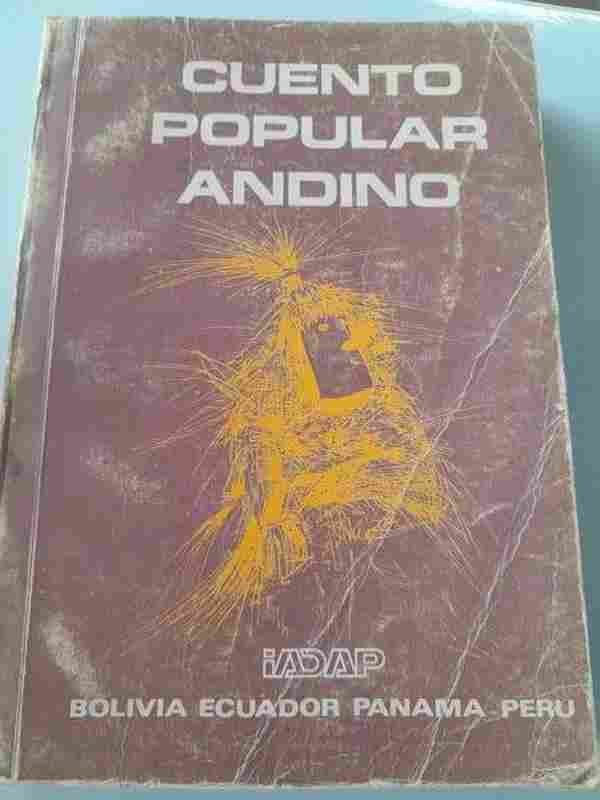 CUENTO
POPULAR
ANDINO
iADAP
BOLIVIA ECUADOR PANAMA PERU